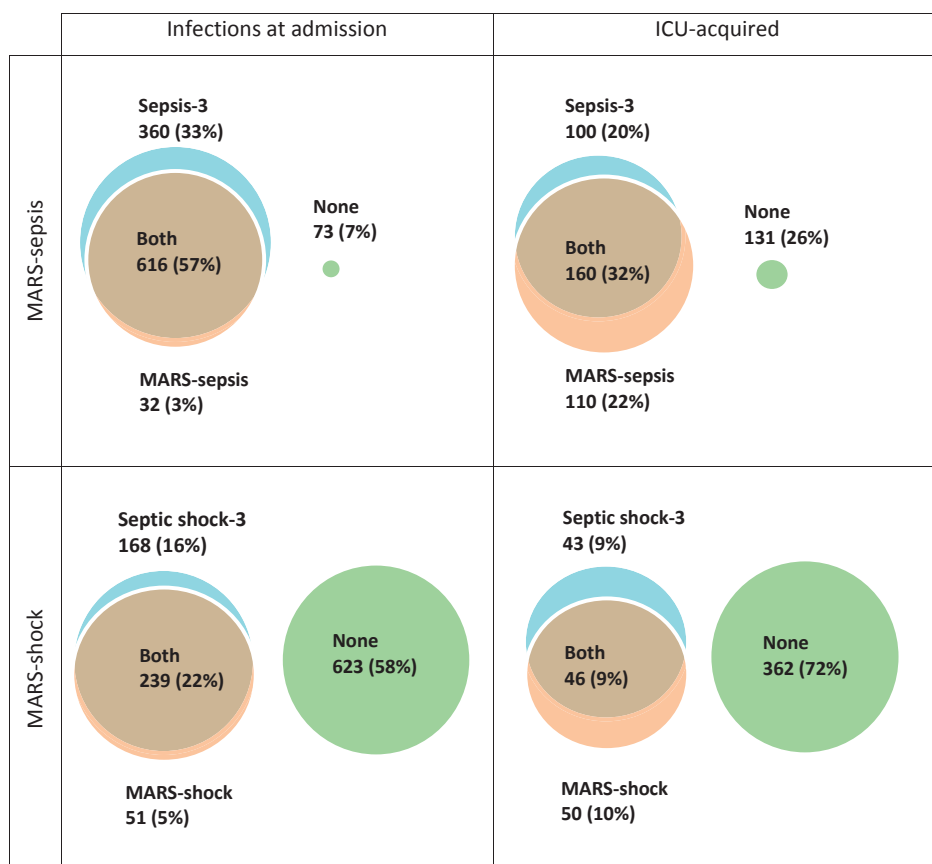 Infections at admission
ICU-acquired
MARS-sepsis
Sepsis-3
360 (33%)
Both
616 (57%)
None
73 (7%)
MARS-sepsis
32 (3%)
Sepsis-3
100 (20%)
Both
160 (32%)
None
131 (26%)
MARS-sepsis
110 (22%)
MARS-shock
Septic shock-3
168 (16%)
Both
239 (22%)
None
623 (58%)
MARS-shock
51 (5%)
Septic shock-3
43 (9%)
Both
46 (9%)
None
362 (72%)
MARS-shock
50 (10%)